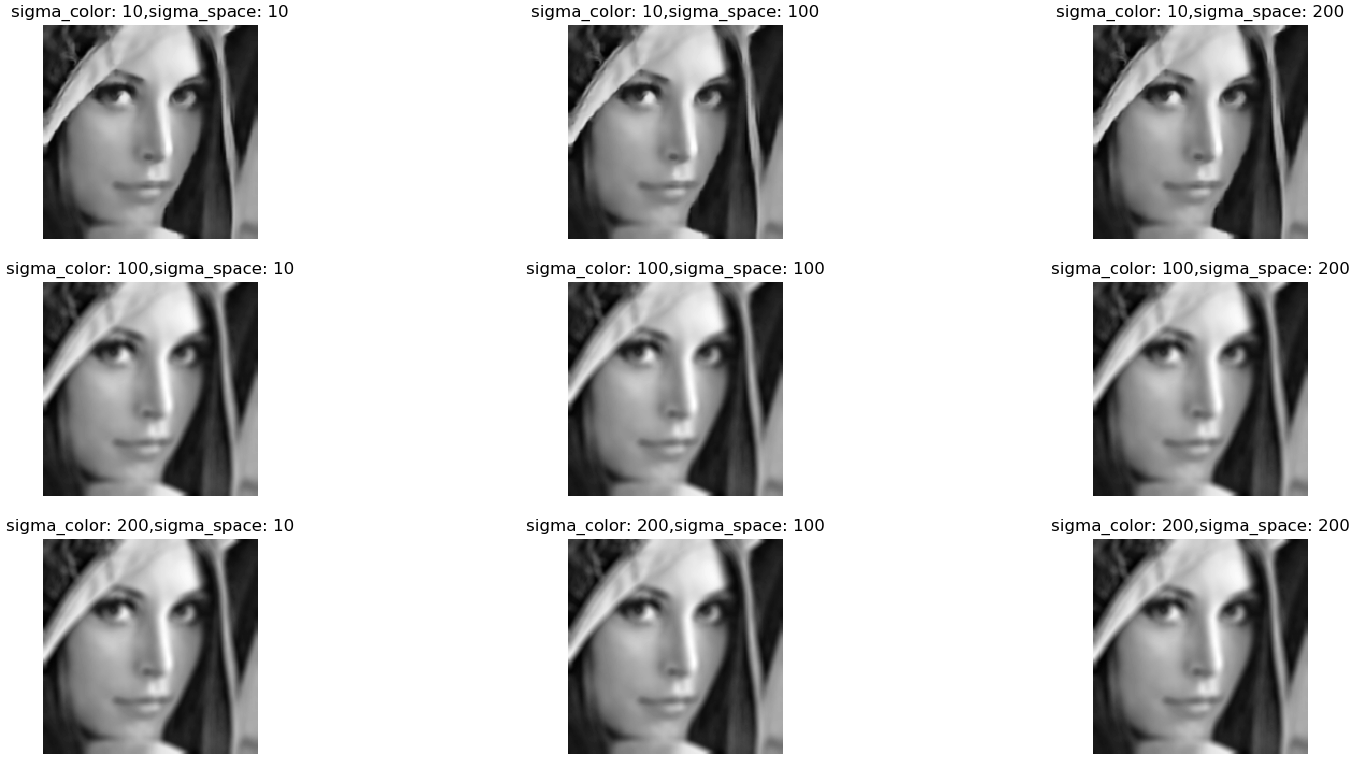 sigma_color: 10,sigma_space: 10
sigma_color: 10,sigma_space: 100
sigma_color: 10,sigma_space: 200
sigma_color: 100,sigma_space: 10
sigma_color: 100,sigma_space: 100
sigma_color: 100,sigma_space: 200
sigma_color: 200,sigma_space: 10
sigma_color: 200,sigma_space: 100
sigma_color: 200,sigma_space: 200